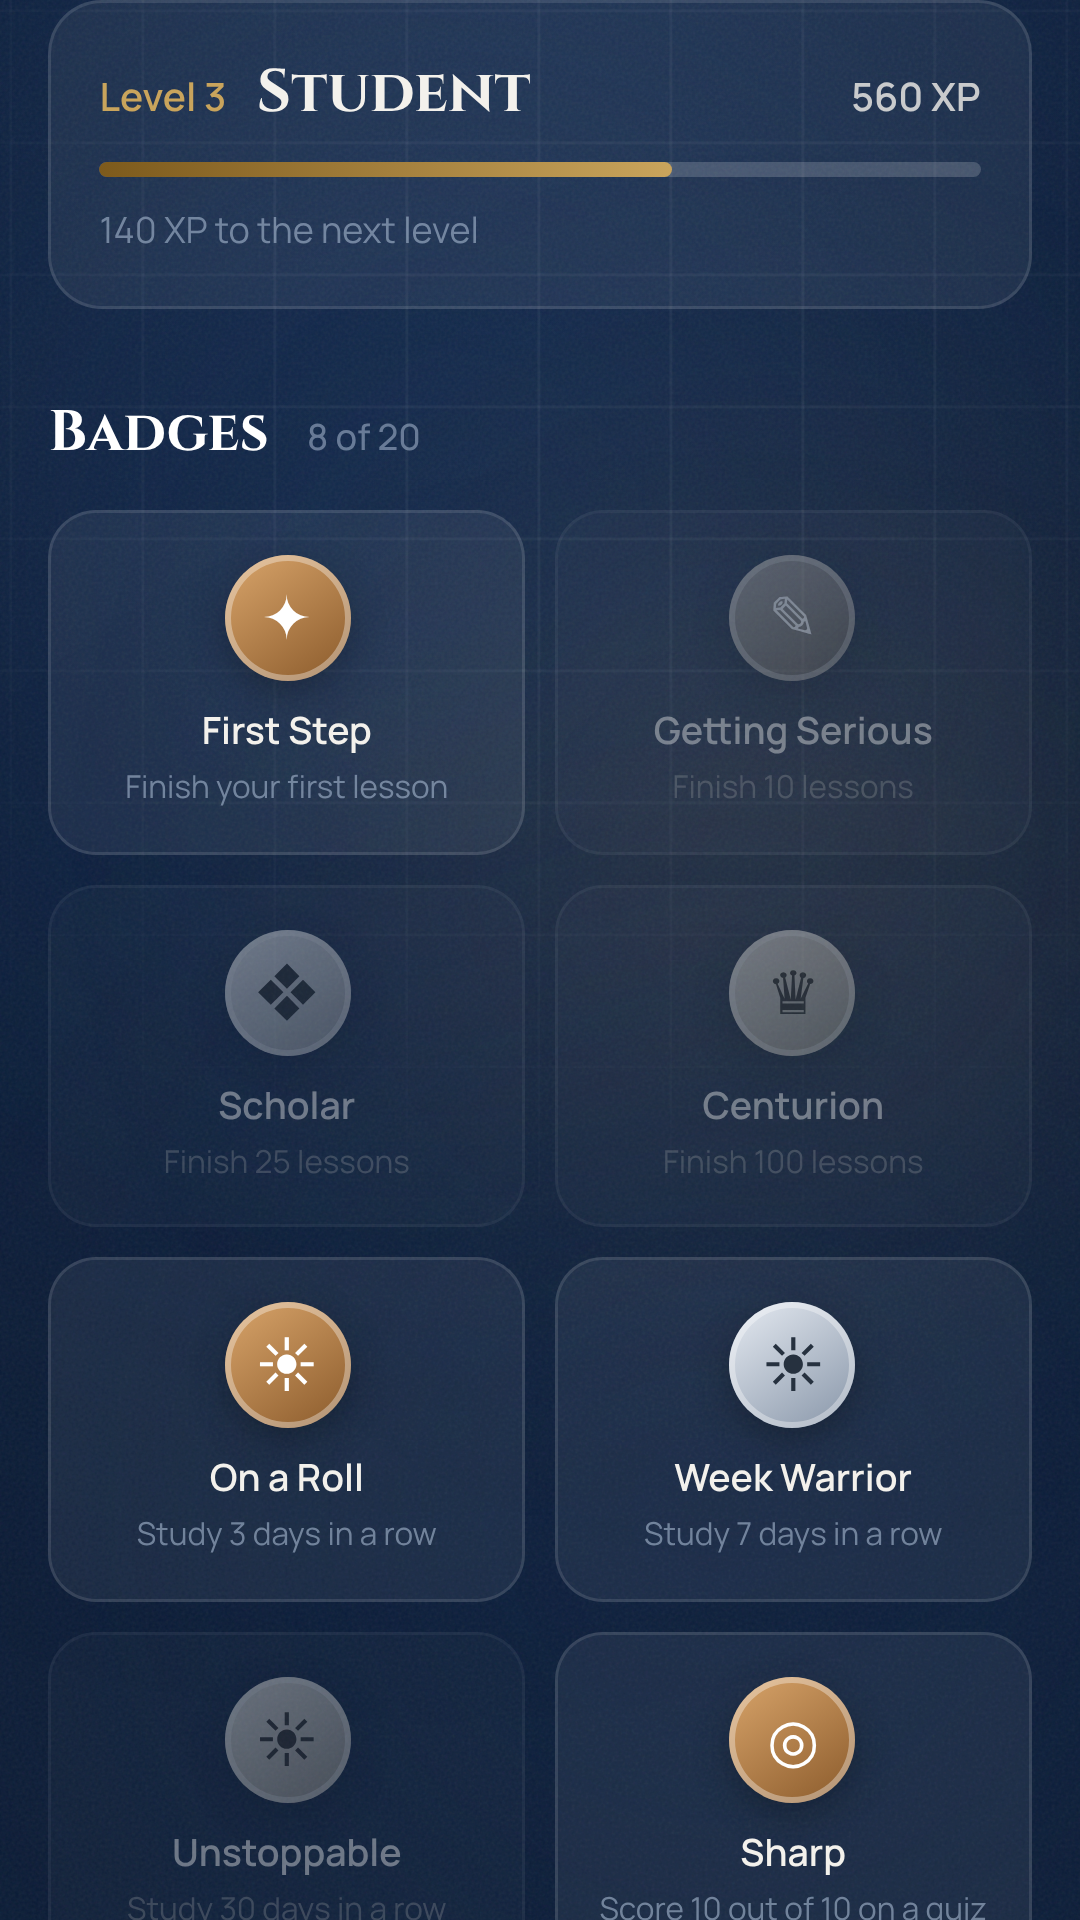 Level 3 Student 560 XP
140 XP to the next level
Badges 8 of 20
First Step
Finish your first lesson
Getting Serious
Finish 10 lessons
Scholar
Finish 25 lessons
Centurion
Finish 100 lessons
On a Roll
Study 3 days in a row
Week Warrior
Study 7 days in a row
Unstoppable
Study 30 days in a row
Sharp
Score 10 out of 10 on a quiz